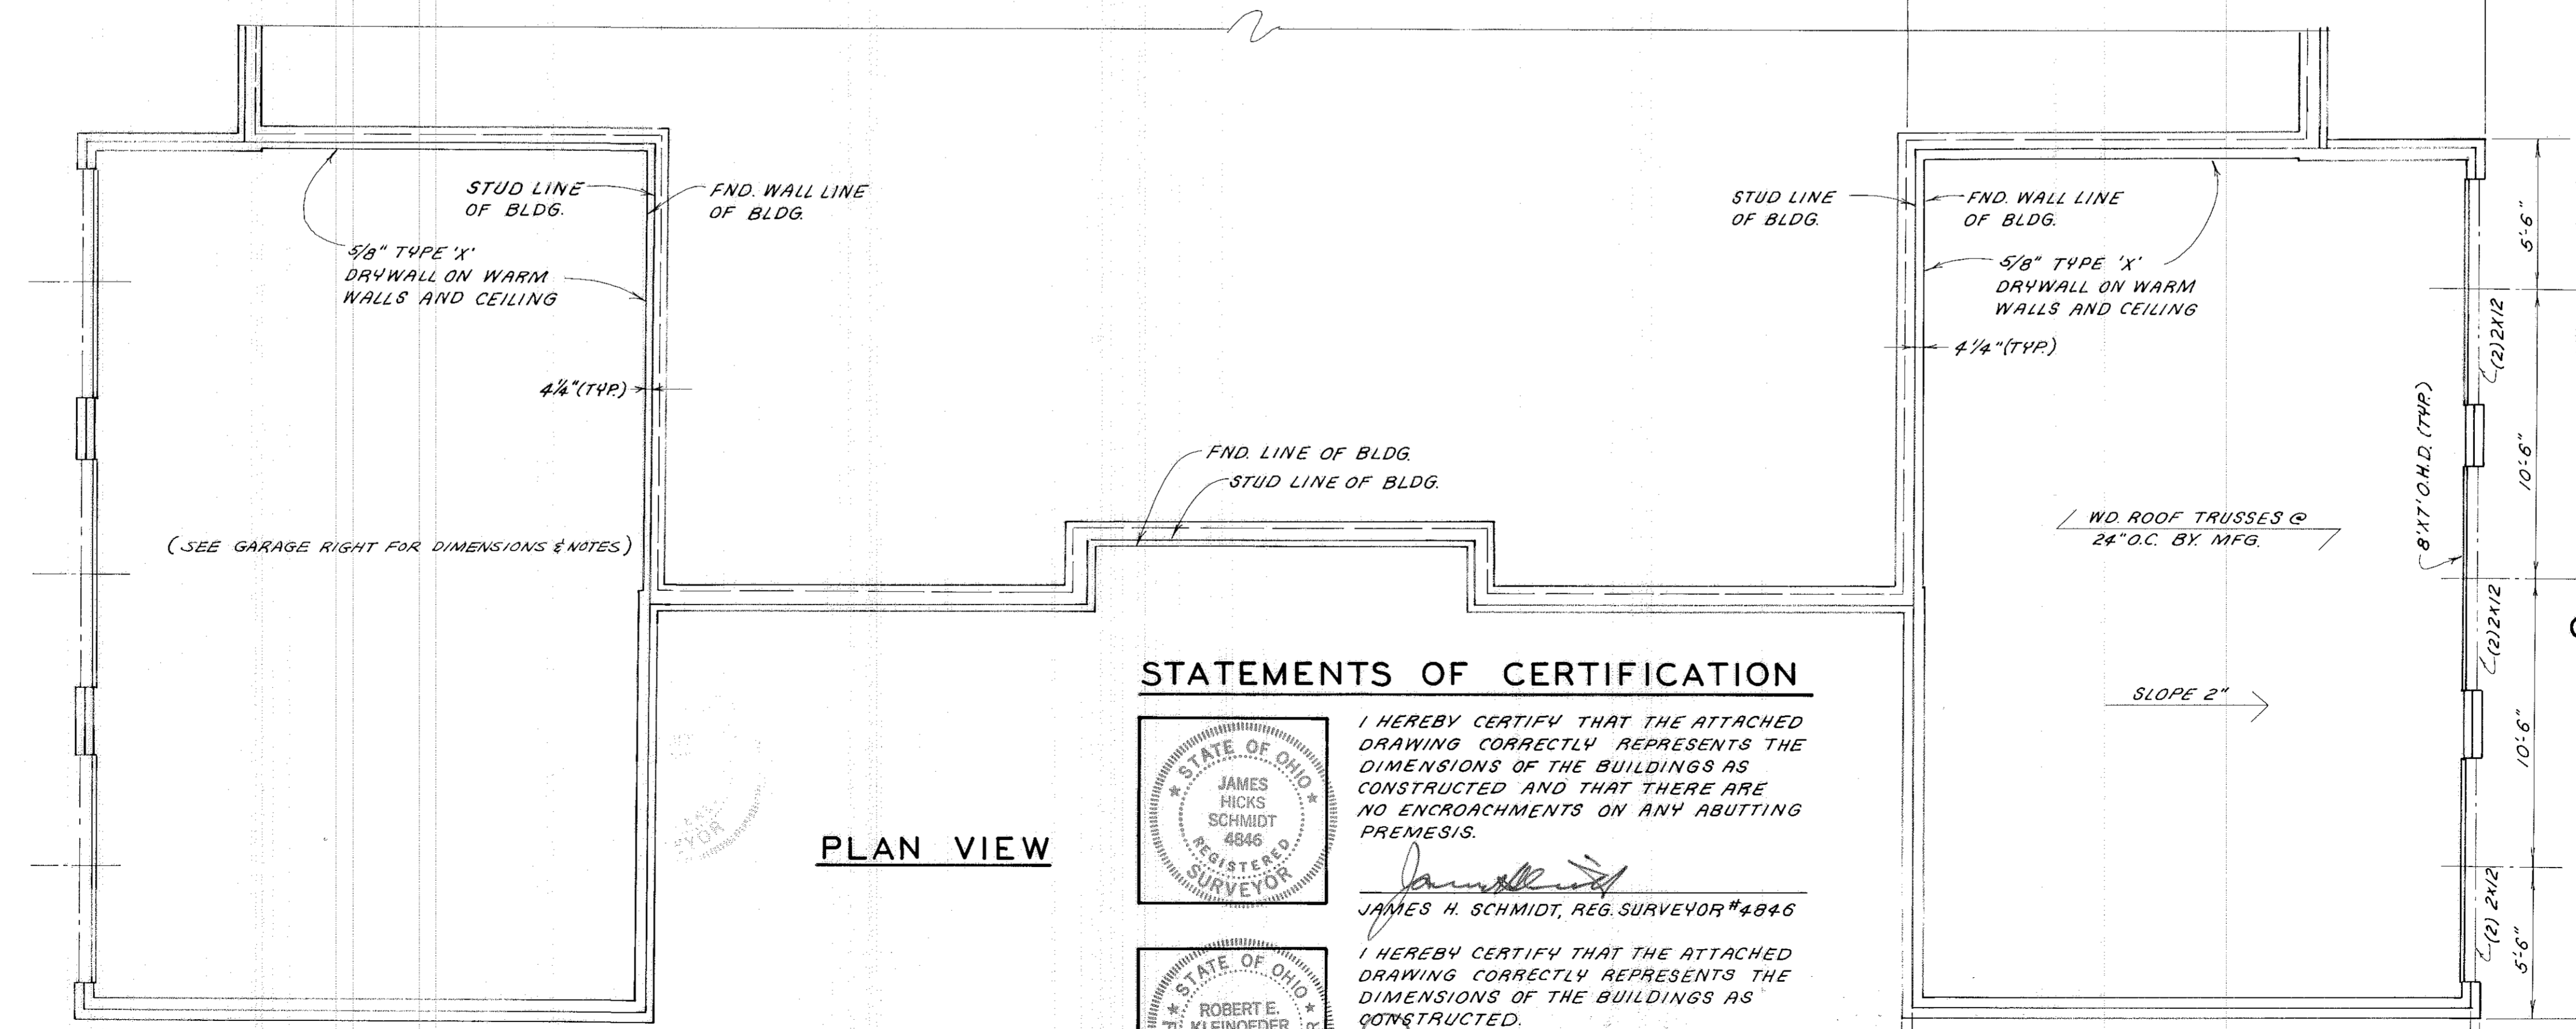 STUD LINE
OF BLDG.
FND. WALL LINE
OF BLDG.
5/8" TYPE 'X'
DRYWALL ON WARM
WALLS AND CEILING
4¼"(TYP.)
(SEE GARAGE RIGHT FOR DIMENSIONS & NOTES)
FND. LINE OF BLDG.
STUD LINE OF BLDG.
STUD LINE
OF BLDG.
FND. WALL LINE
OF BLDG.
5/8" TYPE 'X'
DRYWALL ON WARM
WALLS AND CEILING
4¼"(TYP.)
WD. ROOF TRUSSES @
24" O.C. BY. MFG.
SLOPE 2"
8'X7' O.H.D. (TYP.)
(2) 2X12
(2) 2X12
(2) 2X12
5'-6"
10'-6"
10'-6"
5'-6"
PLAN VIEW
STATEMENTS OF CERTIFICATION
STATE OF OHIO
JAMES
HICKS
SCHMIDT
4846
REGISTERED
SURVEYOR
I HEREBY CERTIFY THAT THE ATTACHED
DRAWING CORRECTLY REPRESENTS THE
DIMENSIONS OF THE BUILDINGS AS
CONSTRUCTED AND THAT THERE ARE
NO ENCROACHMENTS ON ANY ABUTTING
PREMESIS.
JAMES H. SCHMIDT, REG. SURVEYOR #4846
STATE OF OHIO
ROBERT E.
KLEINOEDER
I HEREBY CERTIFY THAT THE ATTACHED
DRAWING CORRECTLY REPRESENTS THE
DIMENSIONS OF THE BUILDINGS AS
CONSTRUCTED.